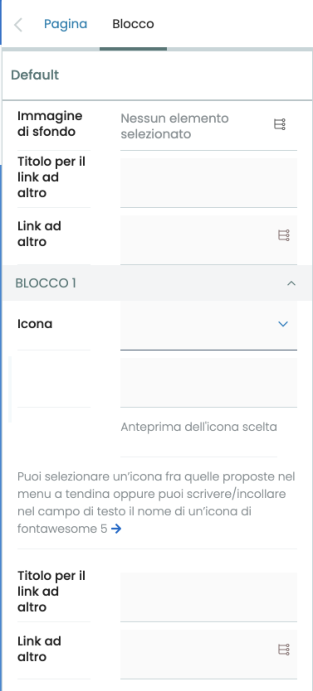 Pagina Blocco
Default
Immagine
di sfondo
Nessun elemento
selezionato
Titolo per il
link ad
altro
Link ad
altro
BLOCCO 1
Icona
Anteprima dell'icona scelta
Puoi selezionare un'icona fra quelle proposte nel
menu a tendina oppure puoi scrivere/incollare
nel campo di testo il nome di un'icona di
fontawesome 5
Titolo per il
link ad
altro
Link ad
altro